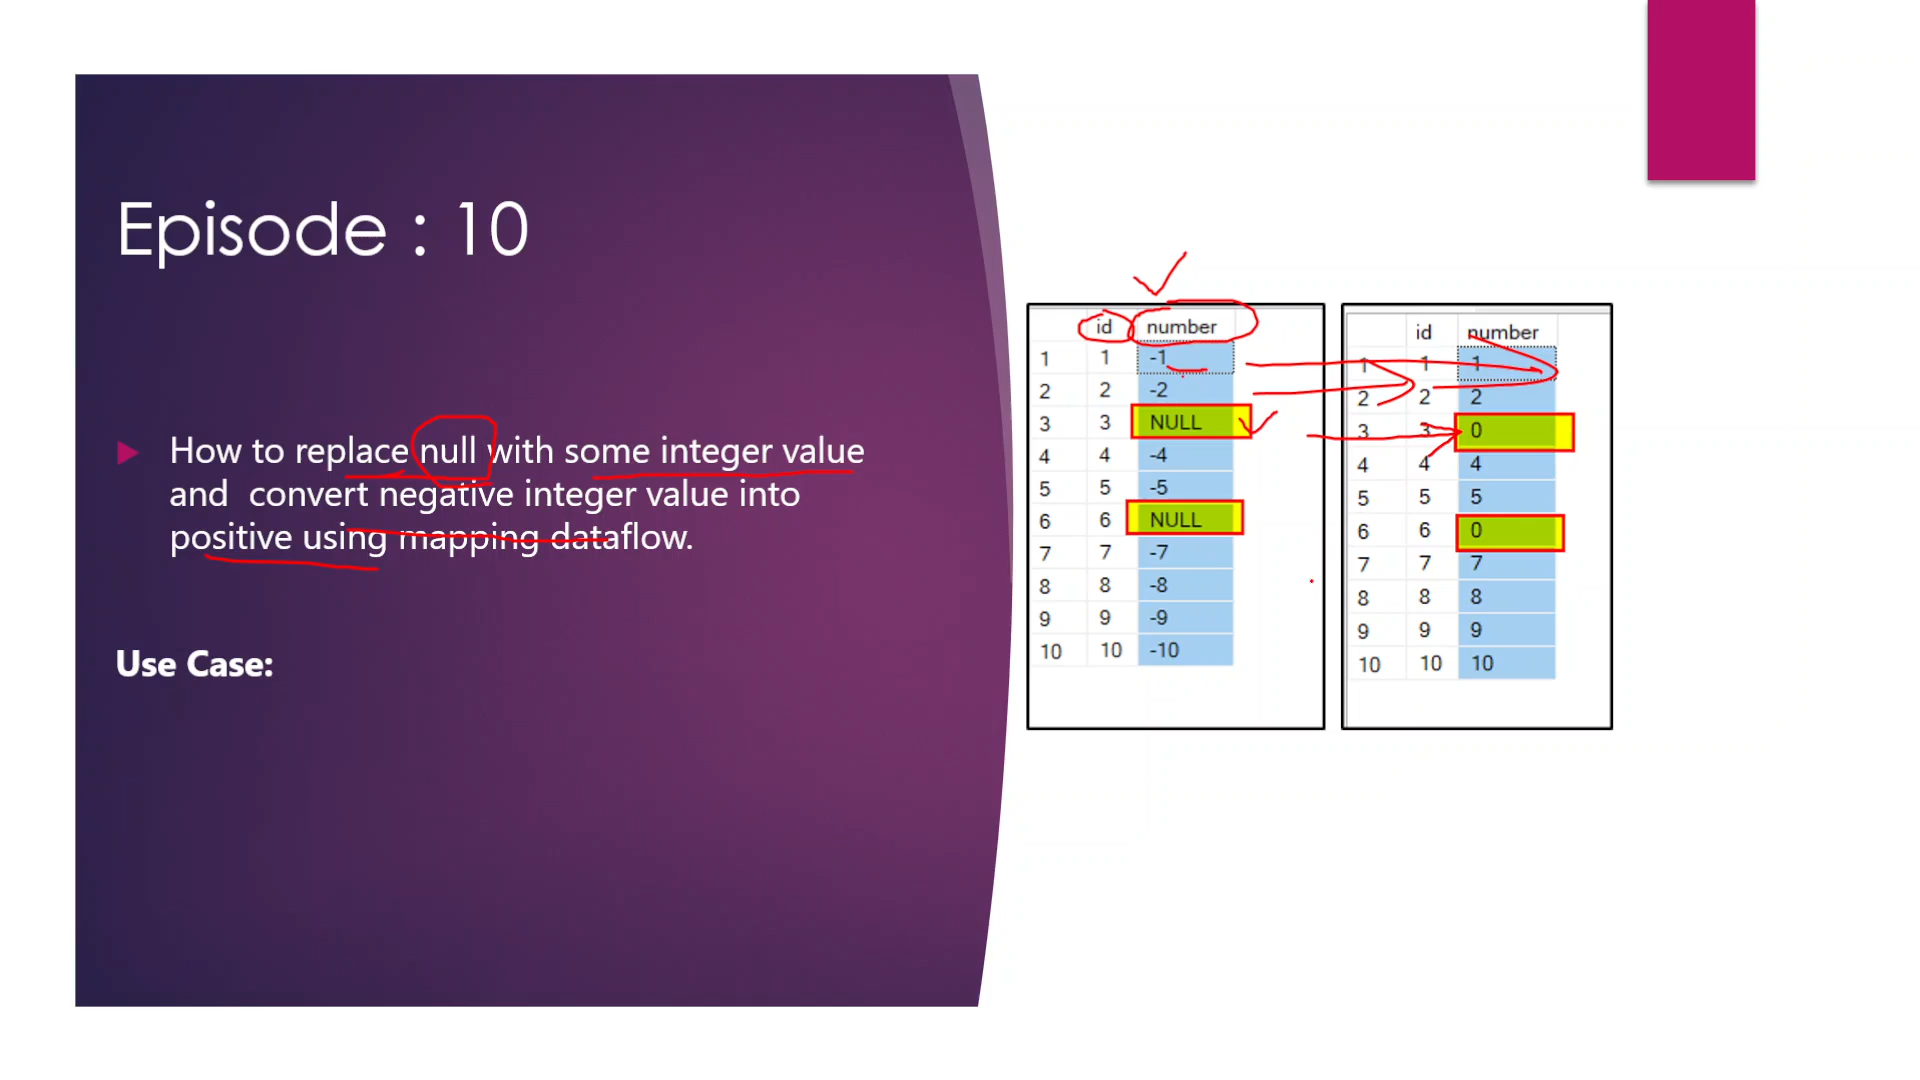 Episode : 10
How to replace null with some integer value
and convert negative integer value into
positive using mapping dataflow.
Use Case:
id number
1 1 -1
2 2 -2
3 3 NULL
4 4 -4
5 5 -5
6 6 NULL
7 7 -7
8 8 -8
9 9 -9
10 10 -10
id number
1 1 1
2 2 2
3 3 0
4 4 4
5 5 5
6 6 0
7 7 7
8 8 8
9 9 9
10 10 10